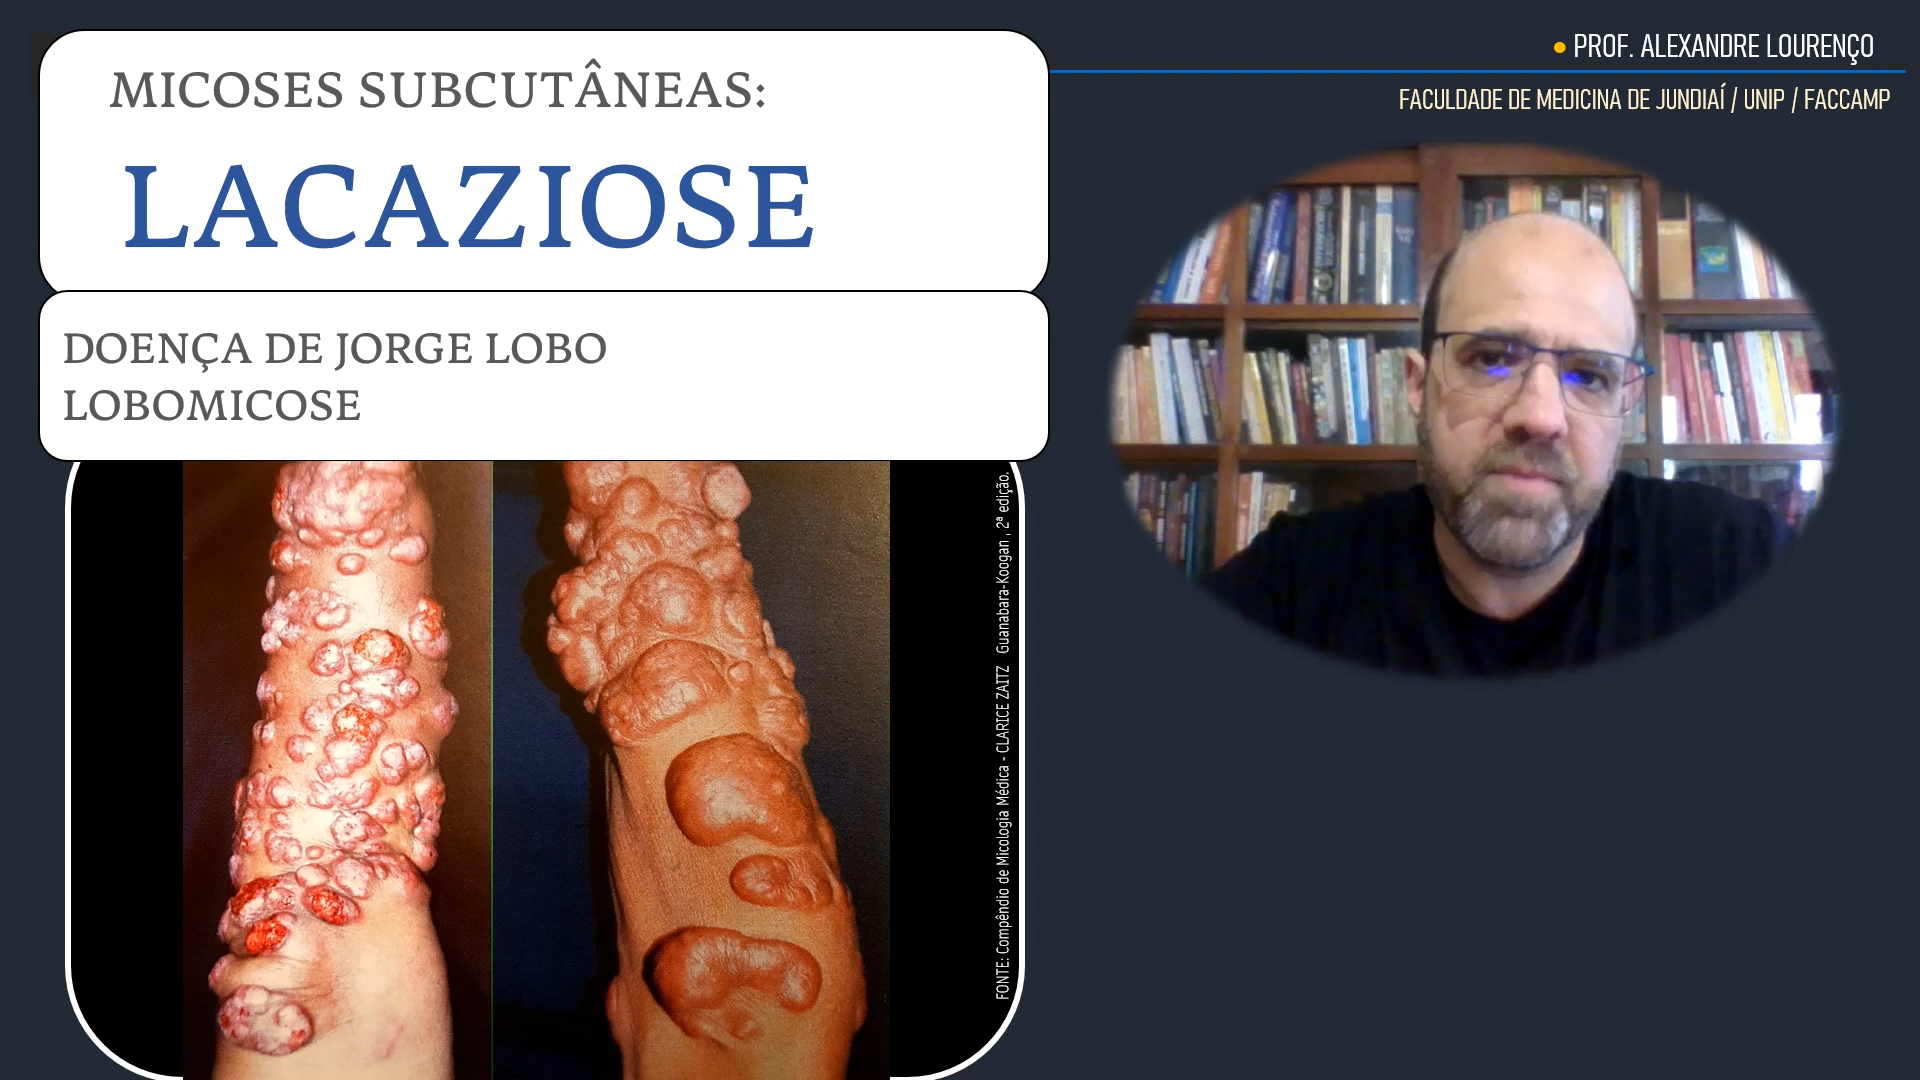 MICOSES SUBCUTÂNEAS:
LACAZIOSE
DOENÇA DE JORGE LOBO
LOBOMICOSE
PROF. ALEXANDRE LOURENÇO
FACULDADE DE MEDICINA DE JUNDIAÍ / UNIP / FACCAMP
FONTE: Compêndio de Micologia Médica - CLARICE ZAITZ Guanabara-Koogan , 2ª edição.